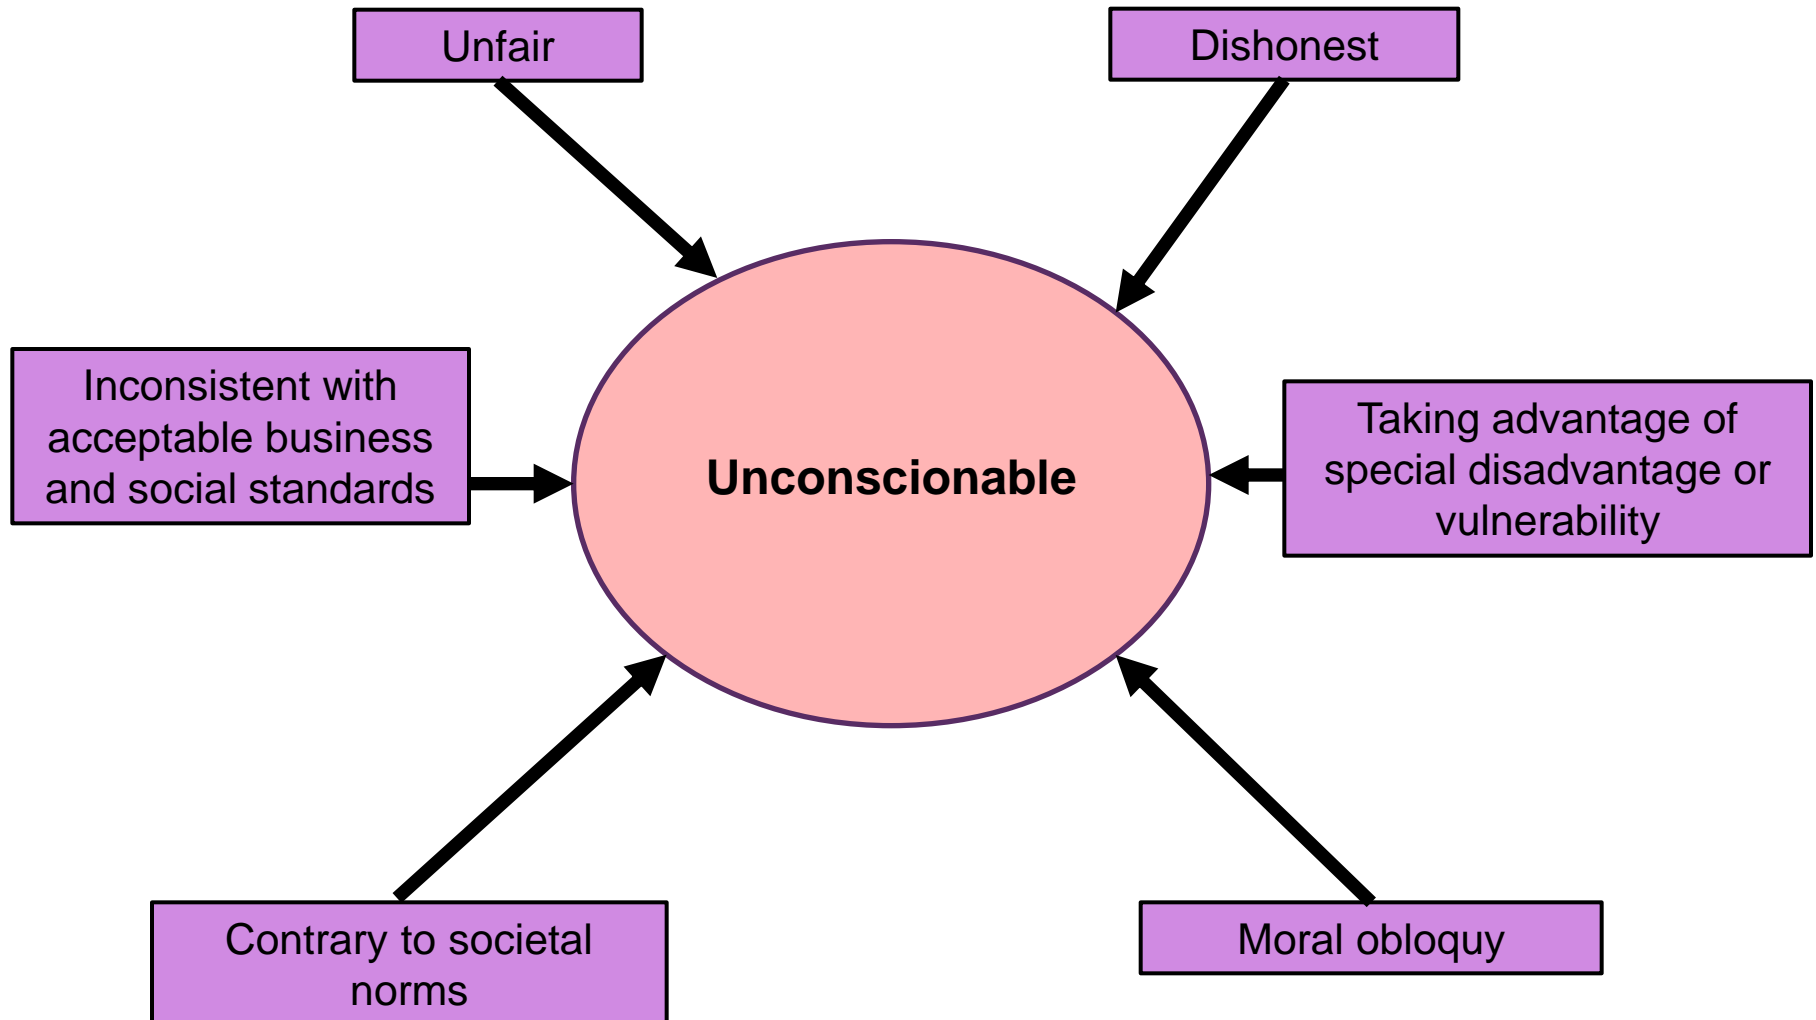 Unfair
Dishonest
Inconsistent with
acceptable business
and social standards
Unconscionable
Taking advantage of
special disadvantage or
vulnerability
Contrary to societal
norms
Moral obloquy